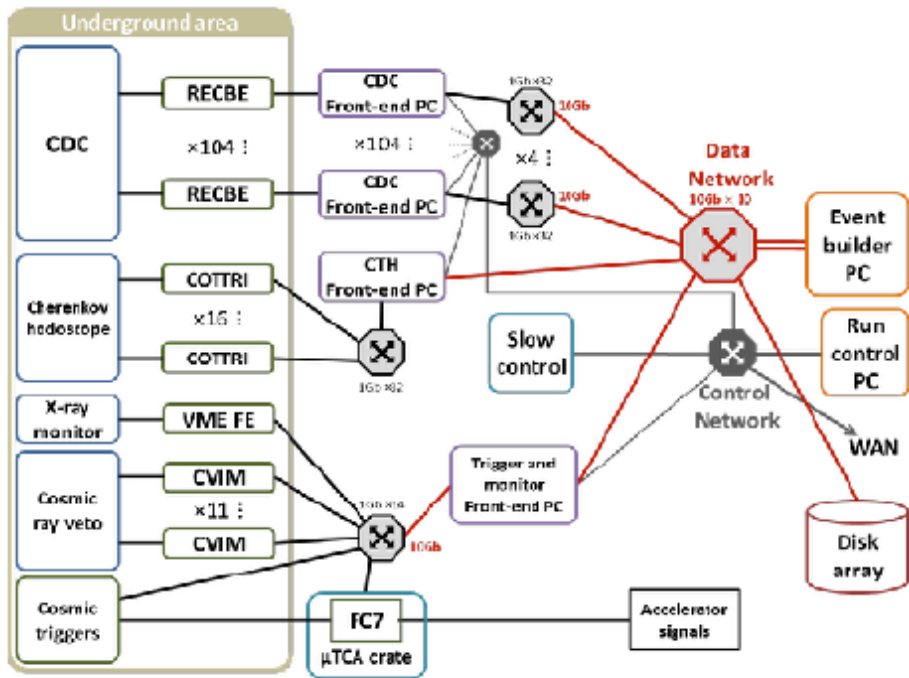 Underground area
CDC
RECBE
×104 ⋮
RECBE
CDC
Front-end PC
×104 ⋮
CDC
Front-end PC
1Gb×32
10Gb
×4 ⋮
10Gb
1Gb×32
Data
Network
10Gb × 10
Event
builder
PC
Cherenkov
hodoscope
COTTRI
×16 ⋮
COTTRI
CTH
Front-end PC
1Gb ×32
Slow
control
Run
control
PC
Control
Network
WAN
X-ray
monitor
VME FE
Cosmic
ray veto
CVIM
×11 ⋮
CVIM
10Gb
Trigger and
monitor
Front-end PC
Disk
array
Cosmic
triggers
FC7
µTCA crate
Accelerator
signals